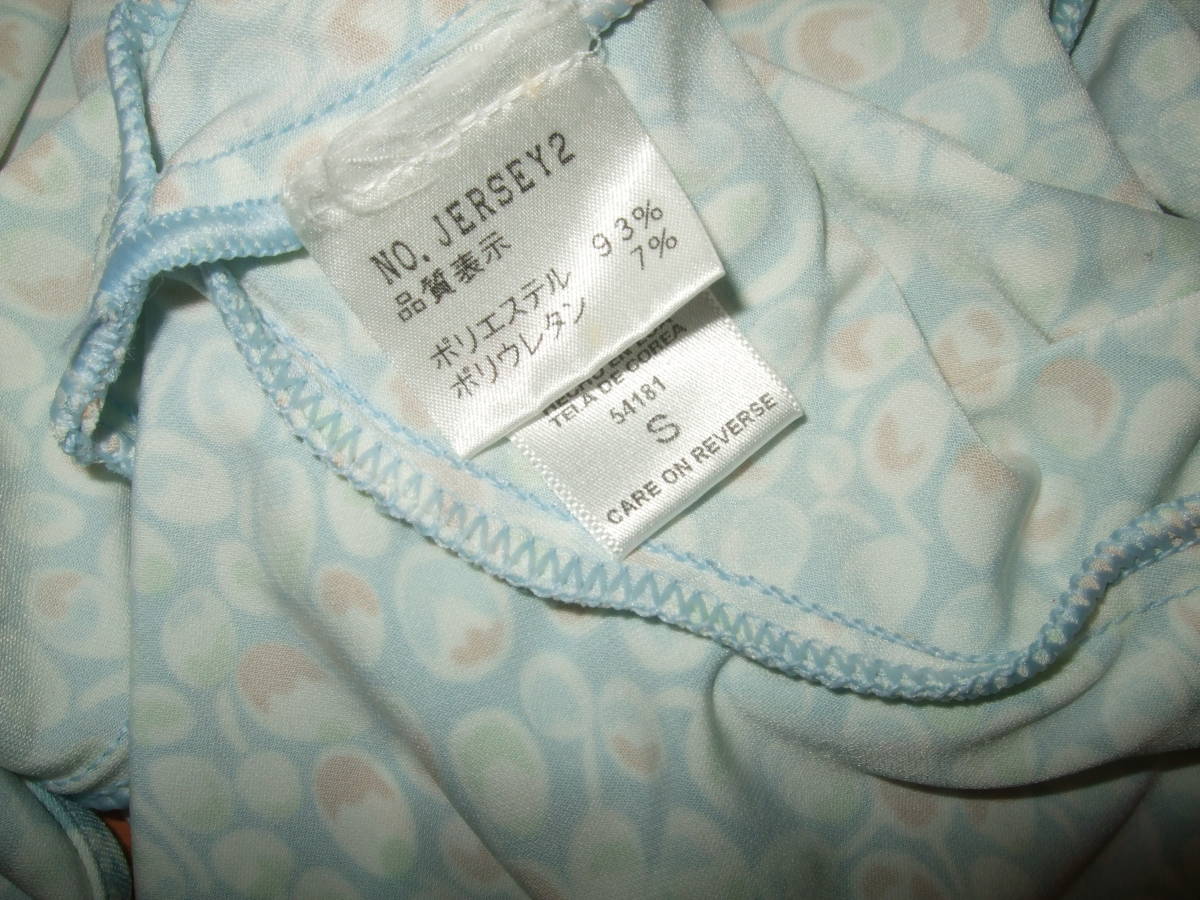 NO. JERSEY2
品質表示
ポリエステル 93%
ポリウレタン 7%
TELA DE COREA
54181
S
CARE ON REVERSE